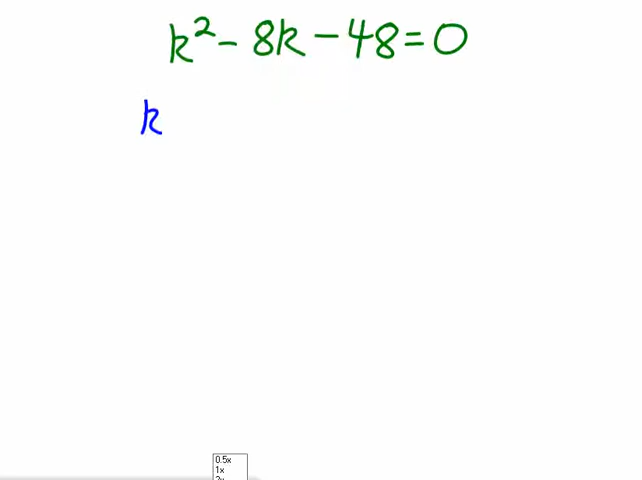 k² - 8k - 48 = 0
k
0.5x
1x